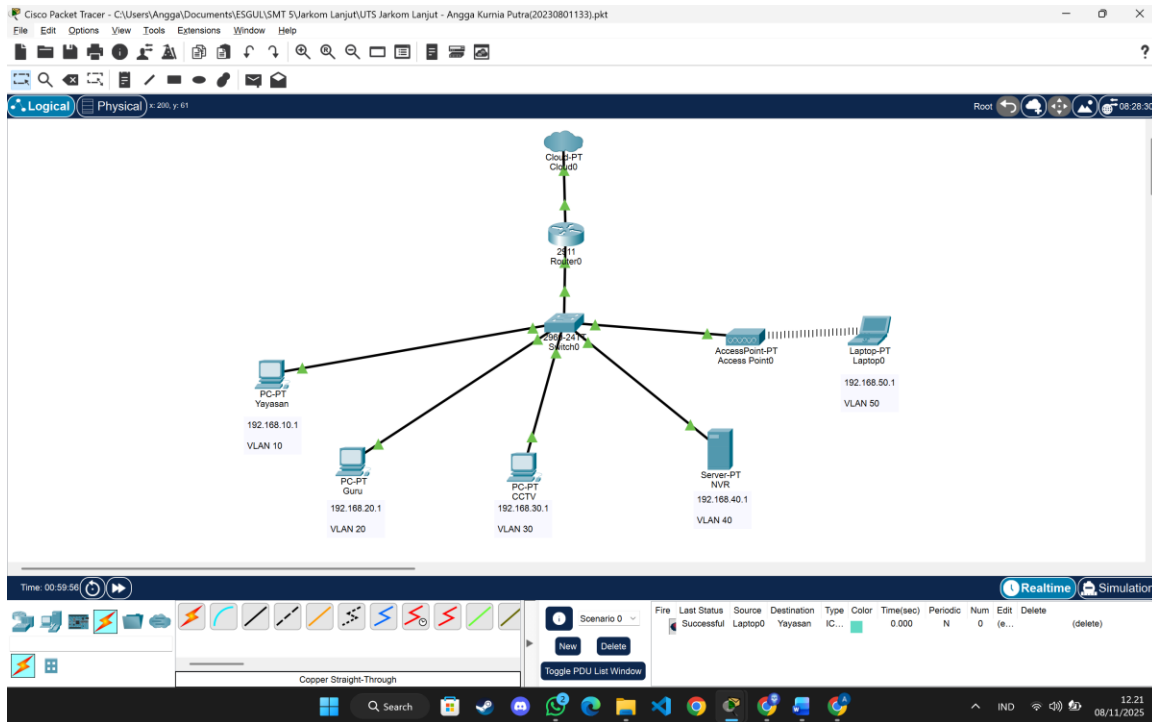 Cisco Packet Tracer - C:\Users\Angga\Documents\ESGUL\SMT 5\Jarkom Lanjut\UTS Jarkom Lanjut - Angga Kurnia Putra(20230801133).pkt
File Edit Options View Tools Extensions Window Help
?
Logical Physical x: 200, y: 61 Root 08:28:30
Cloud-PT
Cloud0
2911
Router0
2960-24TT
Switch0
AccessPoint-PT
Access Point0
Laptop-PT
Laptop0
192.168.50.1
VLAN 50
PC-PT
Yayasan
192.168.10.1
VLAN 10
PC-PT
Guru
192.168.20.1
VLAN 20
PC-PT
CCTV
192.168.30.1
VLAN 30
Server-PT
NVR
192.168.40.1
VLAN 40
Time: 00:59:56 Realtime Simulation
Scenario 0
New Delete
Toggle PDU List Window
Fire Last Status Source Destination Type Color Time(sec) Periodic Num Edit Delete
Successful Laptop0 Yayasan IC... 0.000 N 0 (e... (delete)
Copper Straight-Through
Search 2 IND 12.21
08/11/2025